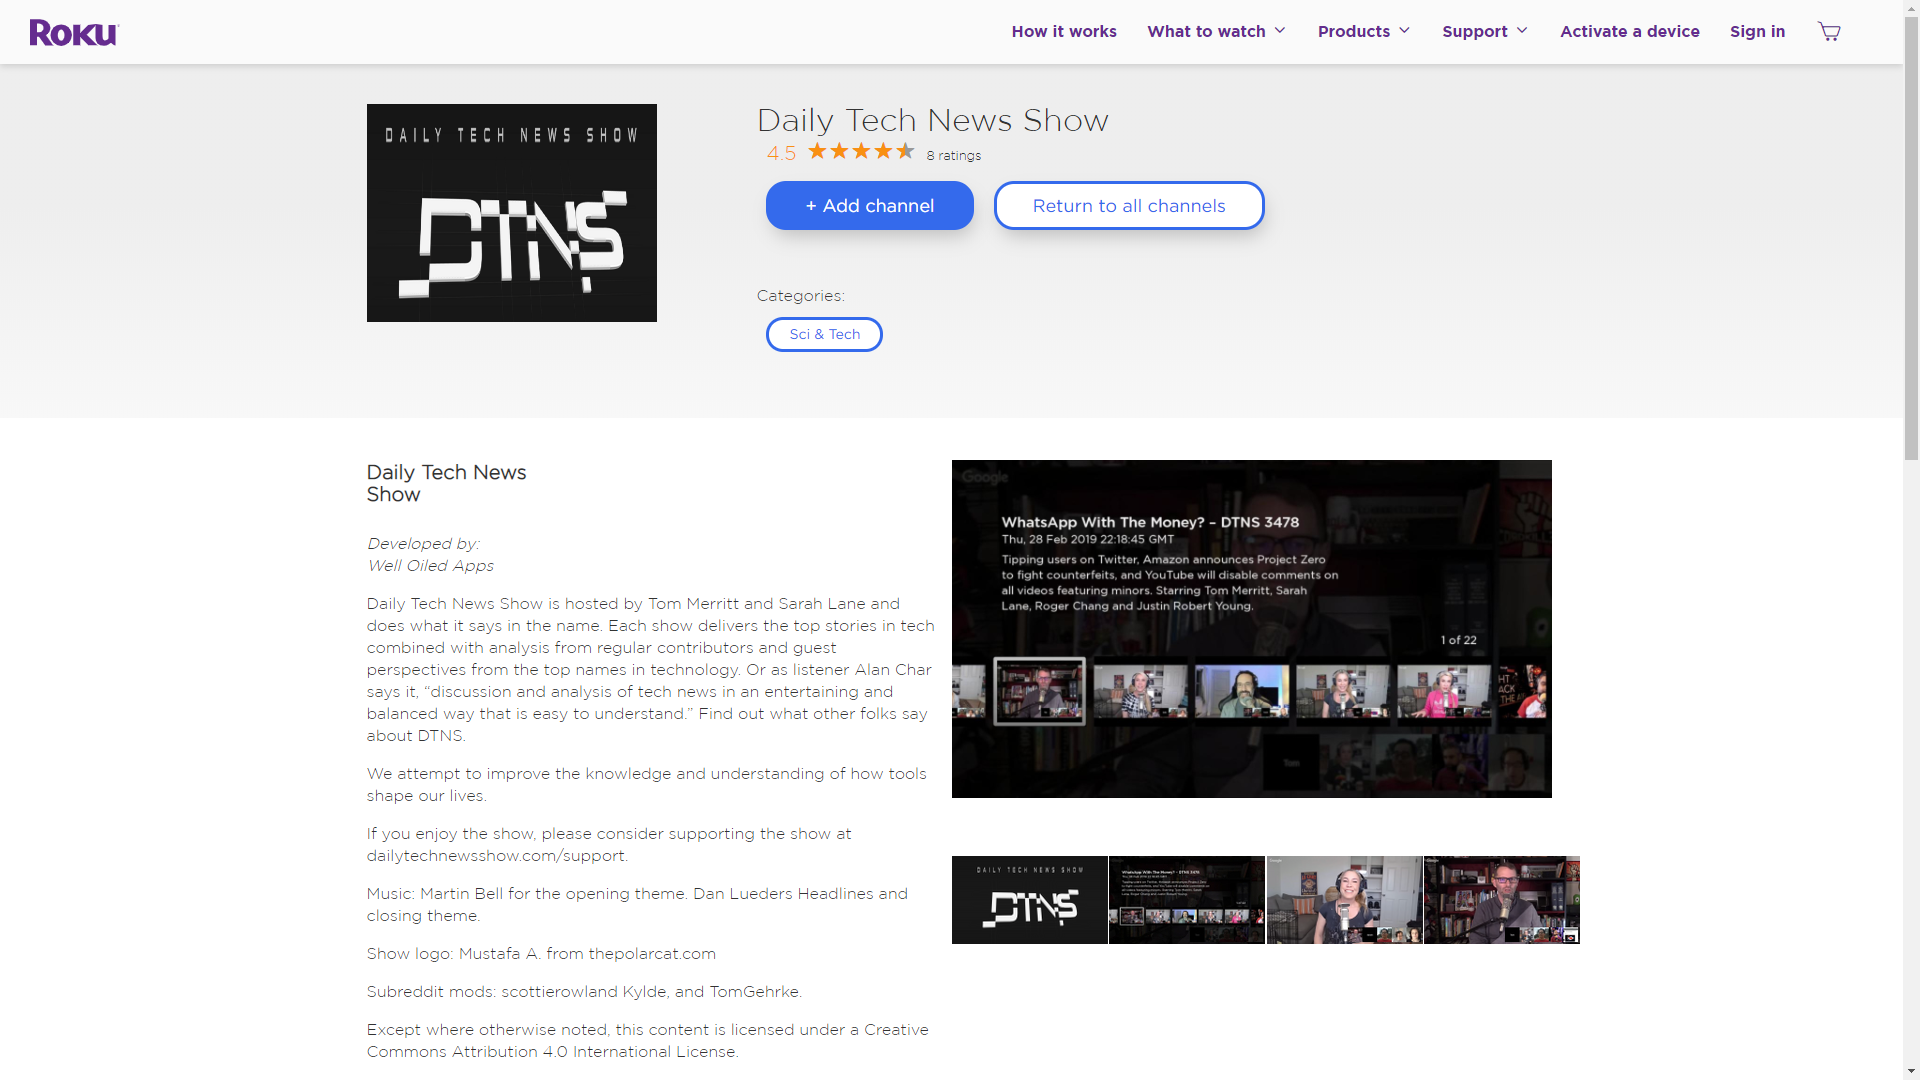 ROKU
How it works
What to watch
Products
Support
Activate a device
Sign in
DAILY TECH NEWS SHOW
DTNS
Daily Tech News Show
4.5
8 ratings
+ Add channel
Return to all channels
Categories:
Sci & Tech
Daily Tech News
Show
Developed by:
Well Oiled Apps
Daily Tech News Show is hosted by Tom Merritt and Sarah Lane and
does what it says in the name. Each show delivers the top stories in tech
combined with analysis from regular contributors and guest
perspectives from the top names in technology. Or as listener Alan Char
says it, “discussion and analysis of tech news in an entertaining and
balanced way that is easy to understand.” Find out what other folks say
about DTNS.
We attempt to improve the knowledge and understanding of how tools
shape our lives.
If you enjoy the show, please consider supporting the show at
dailytechnewsshow.com/support.
Music: Martin Bell for the opening theme. Dan Lueders Headlines and
closing theme.
Show logo: Mustafa A. from thepolarcat.com
Subreddit mods: scottierowland Kylde, and TomGehrke.
Except where otherwise noted, this content is licensed under a Creative
Commons Attribution 4.0 International License.
Google
WhatsApp With The Money? – DTNS 3478
Thu, 28 Feb 2019 22:18:45 GMT
Tipping users on Twitter, Amazon announces Project Zero
to fight counterfeits, and YouTube will disable comments on
all videos featuring minors. Starring Tom Merritt, Sarah
Lane, Roger Chang and Justin Robert Young.
1 of 22
Tom
DAILY TECH NEWS SHOW
DTNS